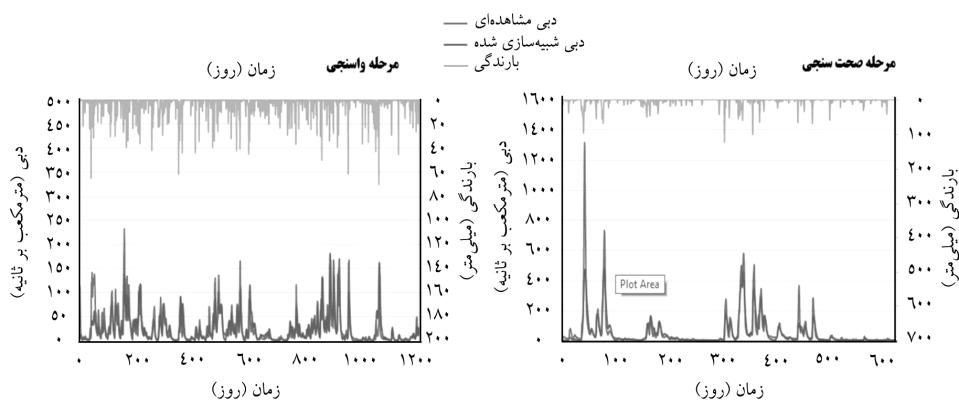 دبی مشاهده‌ای
دبی شبیه‌سازی شده
بارندگی
مرحله صحت سنجی
زمان (روز)
مرحله واسنجی
زمان (روز)
۱۶۰۰
۱۴۰۰
۱۲۰۰
۱۰۰۰
۸۰۰
۶۰۰
۴۰۰
۲۰۰
۰
دبی (مترمکعب بر ثانیه)
۰
۱۰۰
۲۰۰
۳۰۰
۴۰۰
۵۰۰
۶۰۰
۷۰۰
بارندگی (میلی‌متر)
Plot Area
۰ ۱۰۰ ۲۰۰ ۳۰۰ ۴۰۰ ۵۰۰ ۶۰۰
زمان (روز)
۵۰۰
۴۵۰
۴۰۰
۳۵۰
۳۰۰
۲۵۰
۲۰۰
۱۵۰
۱۰۰
۵۰
۰
دبی (مترمکعب بر ثانیه)
۰
۲۰
۴۰
۶۰
۸۰
۱۰۰
۱۲۰
۱۴۰
۱۶۰
۱۸۰
۲۰۰
بارندگی (میلی‌متر)
۰ ۲۰۰ ۴۰۰ ۶۰۰ ۸۰۰ ۱۰۰۰ ۱۲۰۰
زمان (روز)